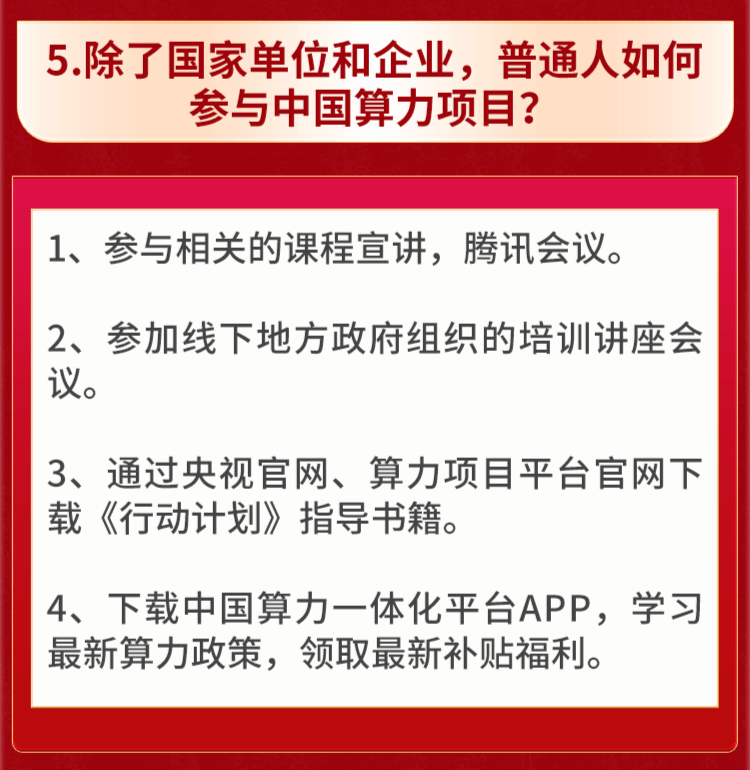 5.除了国家单位和企业，普通人如何
参与中国算力项目？
1、参与相关的课程宣讲，腾讯会议。
2、参加线下地方政府组织的培训讲座会
议。
3、通过央视官网、算力项目平台官网下
载《行动计划》指导书籍。
4、下载中国算力一体化平台APP，学习
最新算力政策，领取最新补贴福利。